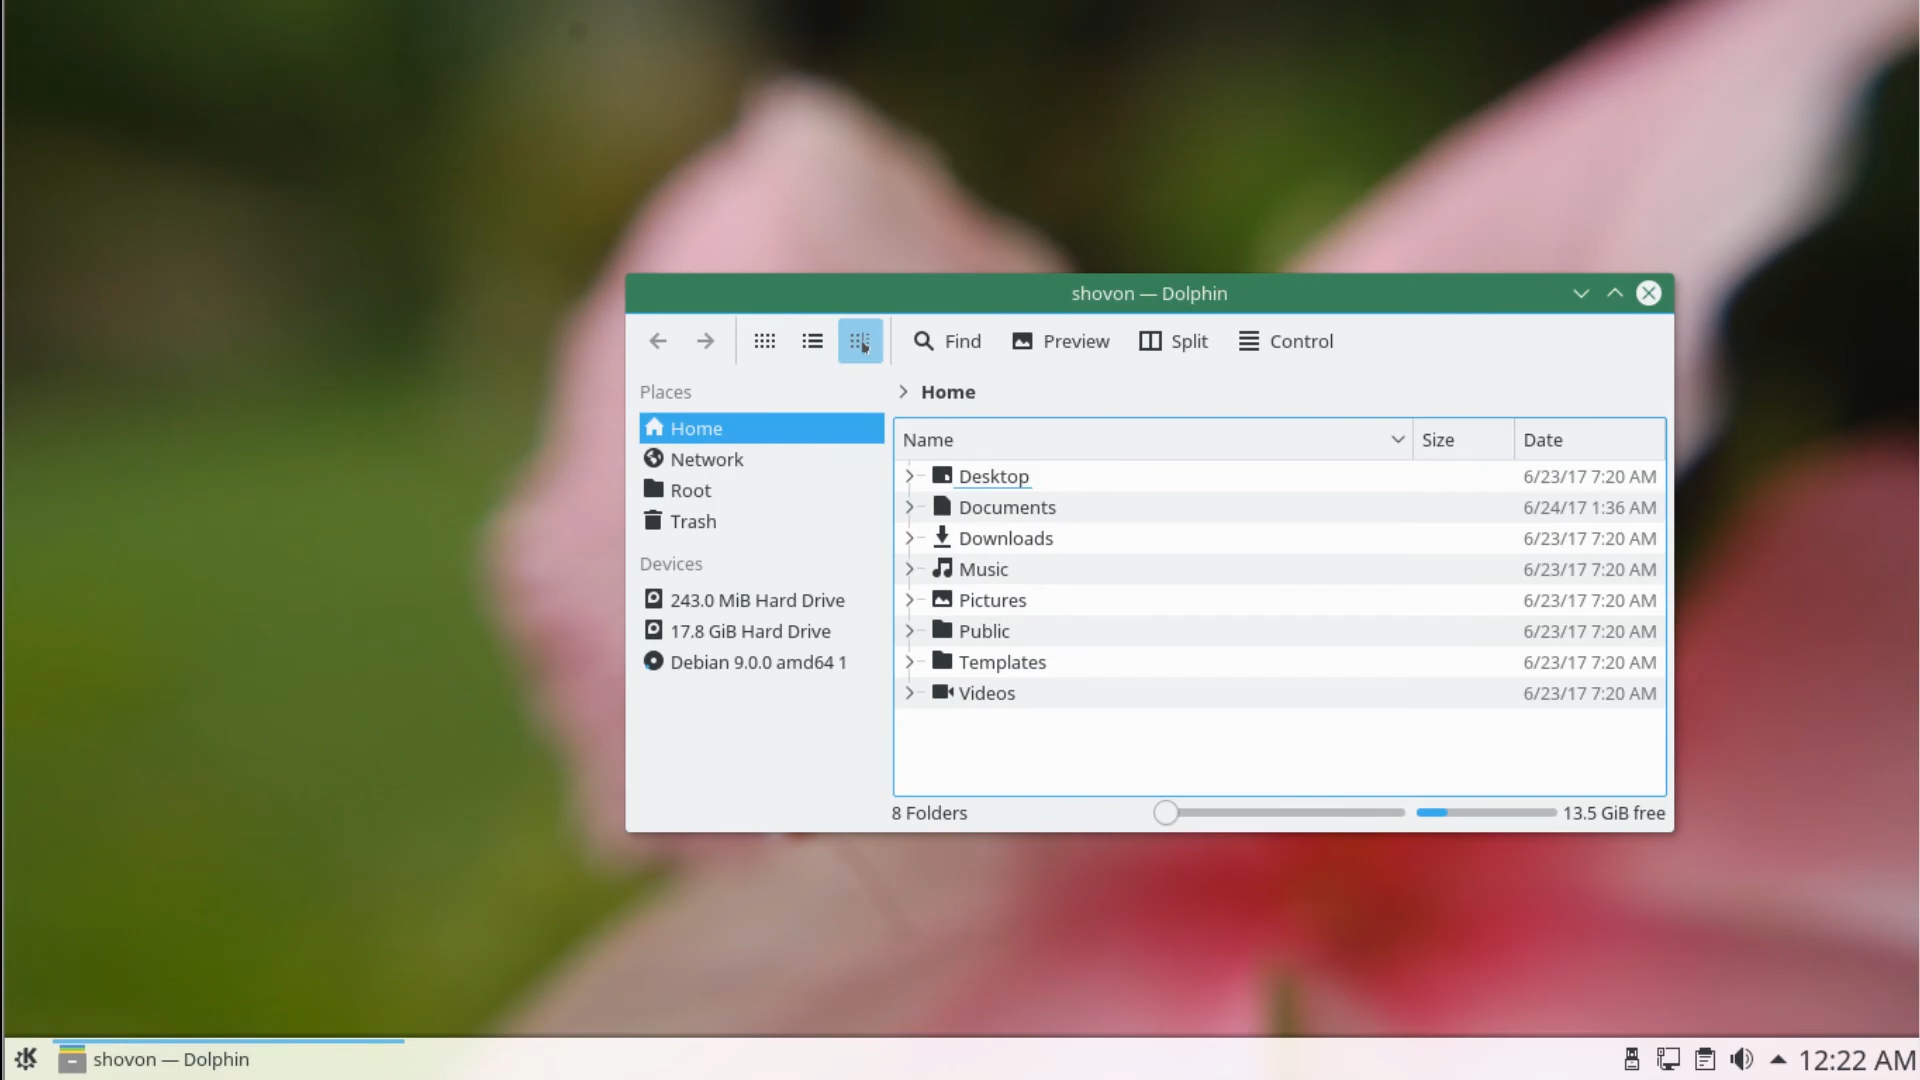 shovon — Dolphin
Find Preview Split Control
Places
Home
Network
Root
Trash
Devices
243.0 MiB Hard Drive
17.8 GiB Hard Drive
Debian 9.0.0 amd64 1
Home
Name Size Date
Desktop 6/23/17 7:20 AM
Documents 6/24/17 1:36 AM
Downloads 6/23/17 7:20 AM
Music 6/23/17 7:20 AM
Pictures 6/23/17 7:20 AM
Public 6/23/17 7:20 AM
Templates 6/23/17 7:20 AM
Videos 6/23/17 7:20 AM
8 Folders 13.5 GiB free
shovon — Dolphin 12:22 AM